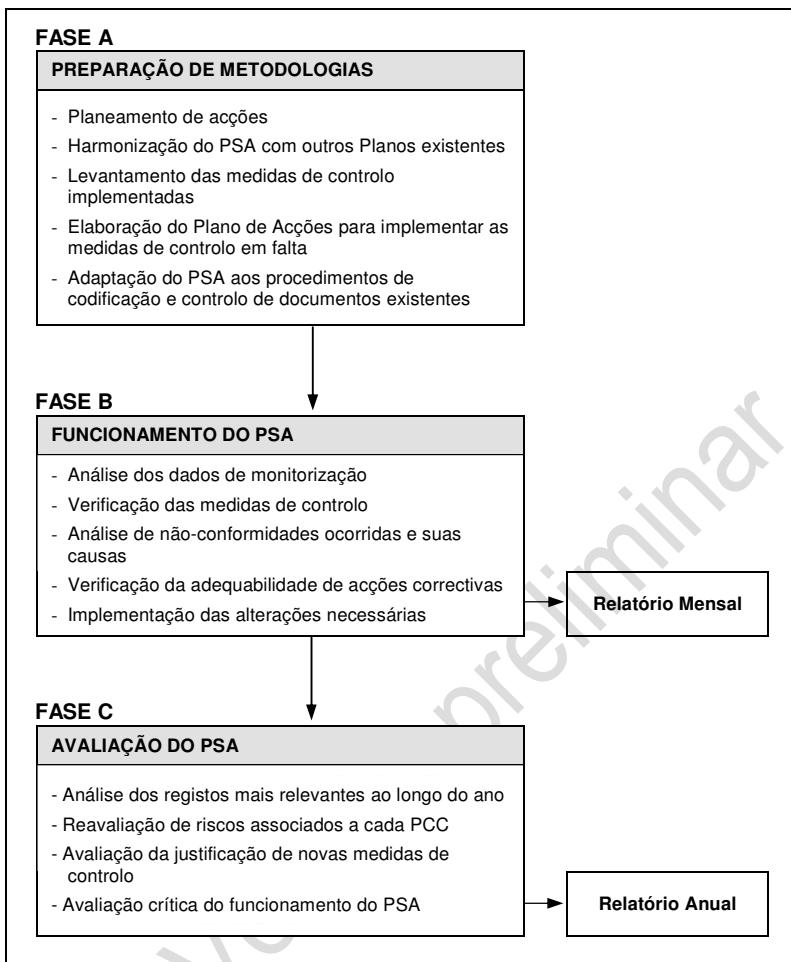 FASE A
PREPARAÇÃO DE METODOLOGIAS
- Planeamento de acções
- Harmonização do PSA com outros Planos existentes
- Levantamento das medidas de controlo
implementadas
- Elaboração do Plano de Acções para implementar as
medidas de controlo em falta
- Adaptação do PSA aos procedimentos de
codificação e controlo de documentos existentes
FASE B
FUNCIONAMENTO DO PSA
- Análise dos dados de monitorização
- Verificação das medidas de controlo
- Análise de não-conformidades ocorridas e suas
causas
- Verificação da adequabilidade de acções correctivas
- Implementação das alterações necessárias
Relatório Mensal
FASE C
AVALIAÇÃO DO PSA
- Análise dos registos mais relevantes ao longo do ano
- Reavaliação de riscos associados a cada PCC
- Avaliação da justificação de novas medidas de
controlo
- Avaliação crítica do funcionamento do PSA
Relatório Anual
preliminar